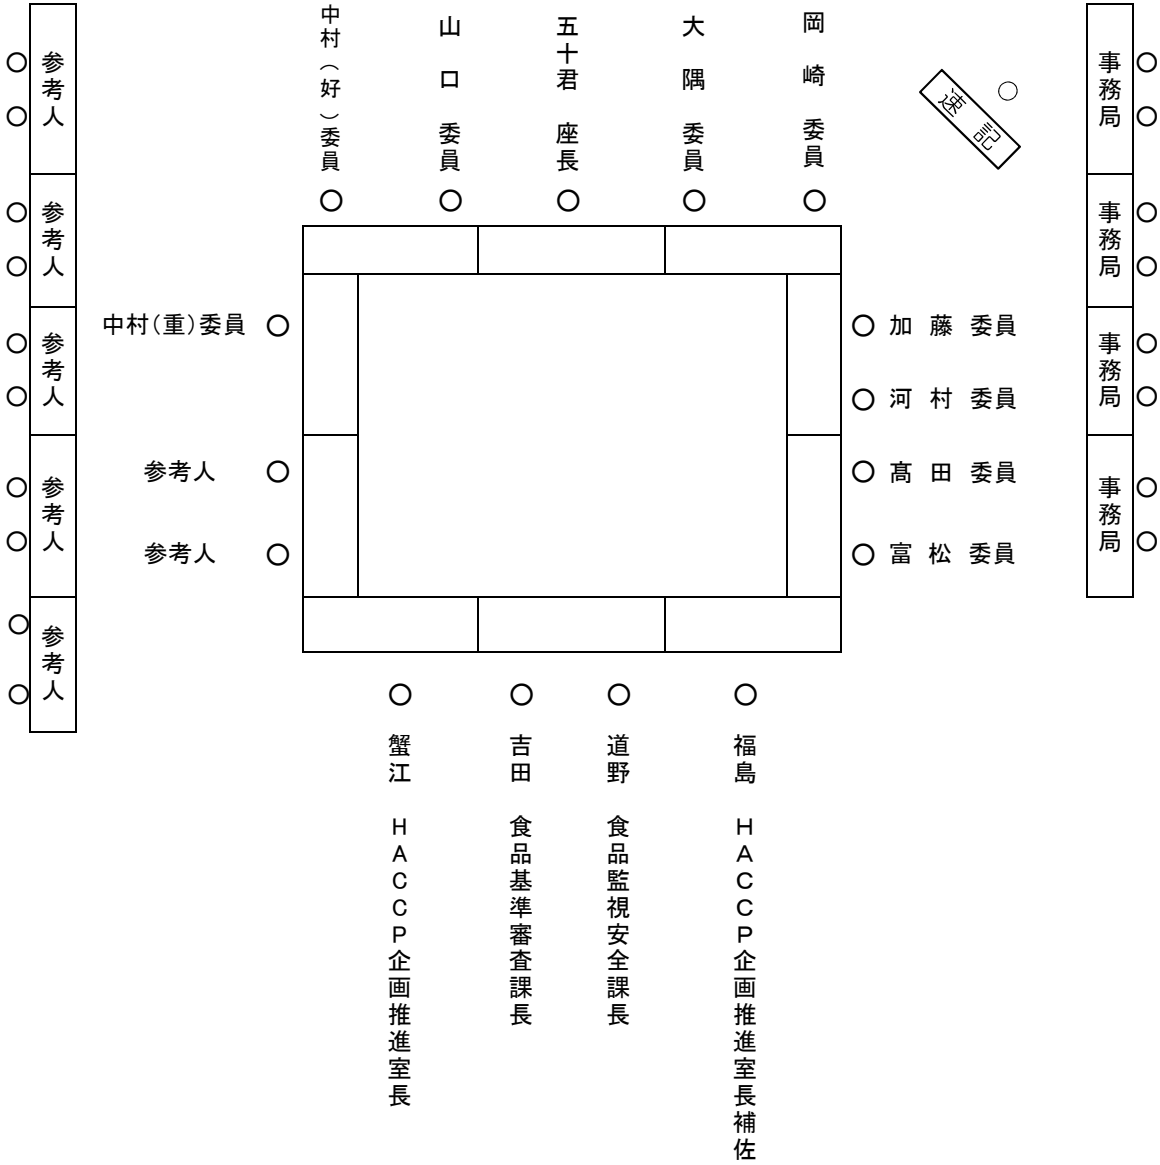 参考人
参考人
参考人
参考人
参考人
中村（好）委員
山口 委員
五十君 座長
大隅 委員
岡崎 委員
速記
事務局
事務局
事務局
事務局
中村（重）委員
参考人
参考人
加藤 委員
河村 委員
髙田 委員
富松 委員
蟹江 HACCP企画推進室長
吉田 食品基準審査課長
道野 食品監視安全課長
福島 HACCP企画推進室長補佐